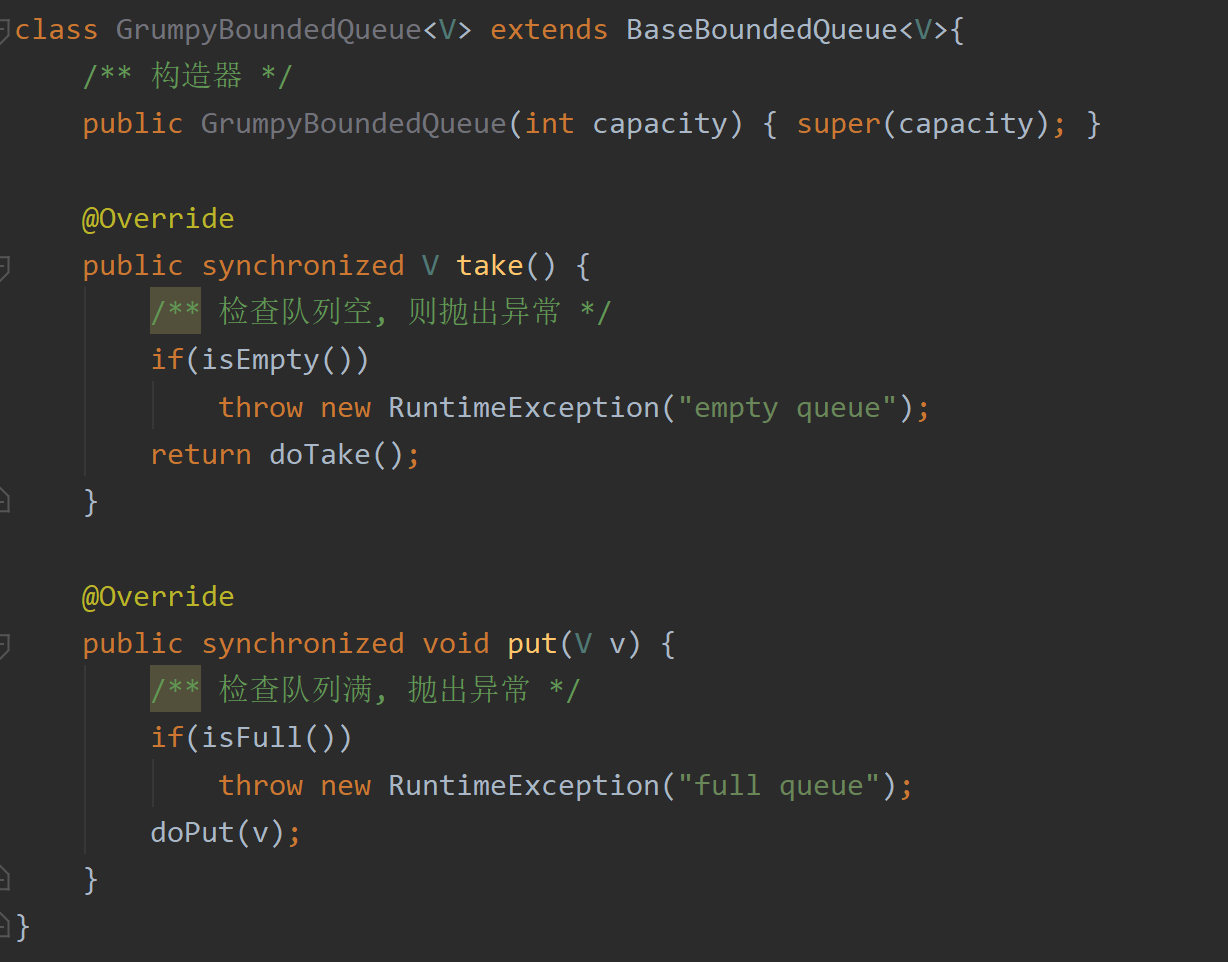 class GrumpyBoundedQueue<V> extends BaseBoundedQueue<V>{
    /** 构造器 */
    public GrumpyBoundedQueue(int capacity) { super(capacity); }

    @Override
    public synchronized V take() {
        /** 检查队列空, 则抛出异常 */
        if(isEmpty())
            throw new RuntimeException("empty queue");
        return doTake();
    }

    @Override
    public synchronized void put(V v) {
        /** 检查队列满, 抛出异常 */
        if(isFull())
            throw new RuntimeException("full queue");
        doPut(v);
    }
}